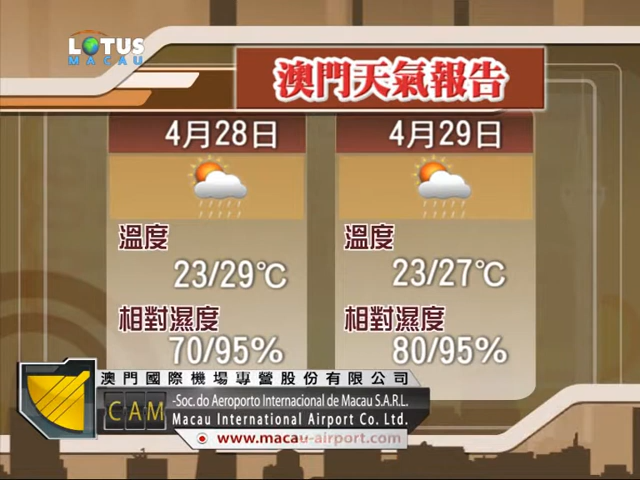 LOTUS
MACAU
澳門天氣報告
4月28日
溫度
23/29℃
相對濕度
70/95%
4月29日
溫度
23/27℃
相對濕度
80/95%
澳門國際機場專營股份有限公司
CAM
-Soc. do Aeroporto Internacional de Macau S.A.R.L.
Macau International Airport Co. Ltd.
www.macau-airport.com